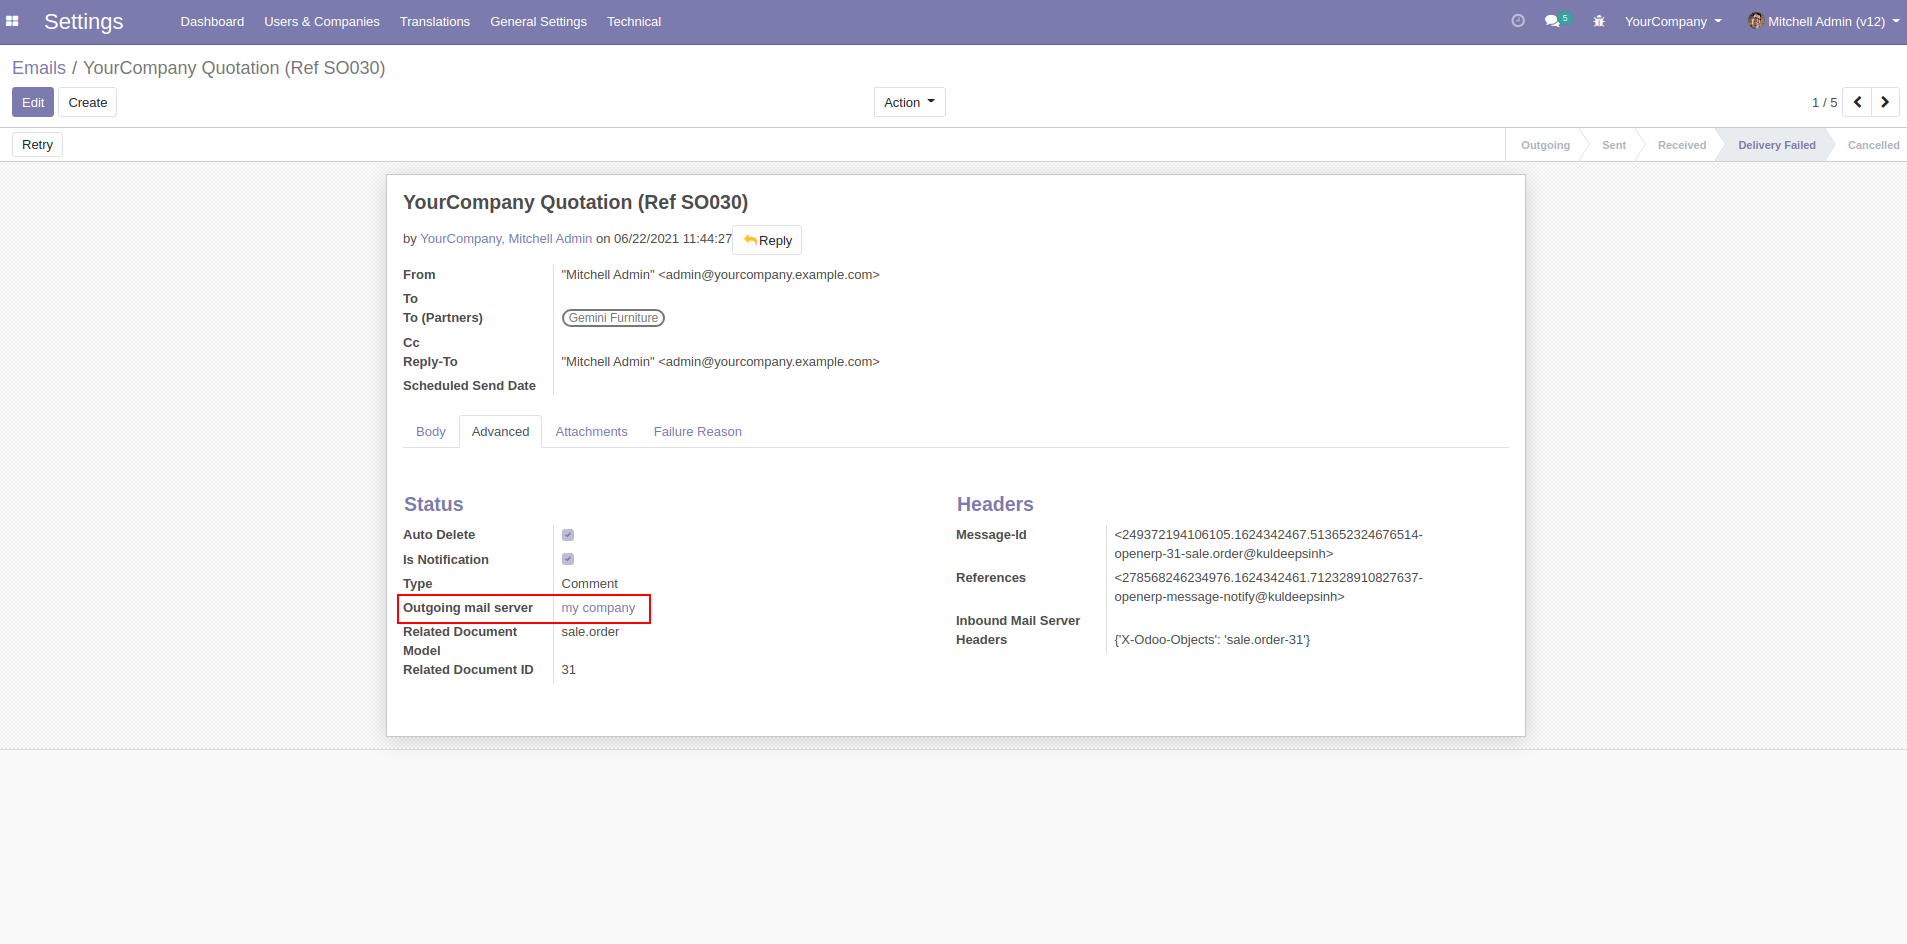 Settings Dashboard Users & Companies Translations General Settings Technical 5 YourCompany Mitchell Admin (v12)
Emails / YourCompany Quotation (Ref SO030)
Edit Create Action 1 / 5
Retry Outgoing Sent Received Delivery Failed Cancelled
YourCompany Quotation (Ref SO030)
by YourCompany, Mitchell Admin on 06/22/2021 11:44:27 Reply
From "Mitchell Admin" <admin@yourcompany.example.com>
To
To (Partners) Gemini Furniture
Cc
Reply-To "Mitchell Admin" <admin@yourcompany.example.com>
Scheduled Send Date
Body Advanced Attachments Failure Reason
Status
Auto Delete
Is Notification
Type Comment
Outgoing mail server my company
Related Document Model sale.order
Related Document ID 31
Headers
Message-Id <249372194106105.1624342467.513652324676514-
openerp-31-sale.order@kuldeepsinh>
References <278568246234976.1624342461.712328910827637-
openerp-message-notify@kuldeepsinh>
Inbound Mail Server
Headers {'X-Odoo-Objects': 'sale.order-31'}